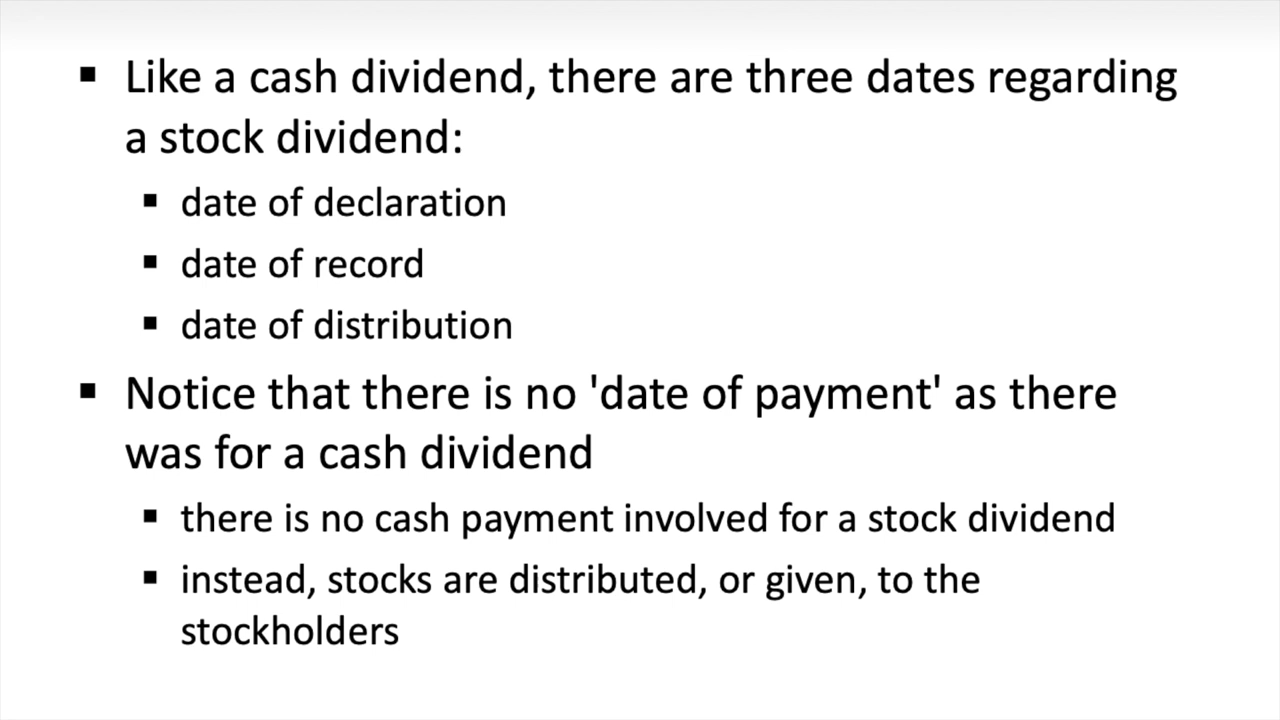 ▪ Like a cash dividend, there are three dates regarding
a stock dividend:
▪ date of declaration
▪ date of record
▪ date of distribution
▪ Notice that there is no 'date of payment' as there
was for a cash dividend
▪ there is no cash payment involved for a stock dividend
▪ instead, stocks are distributed, or given, to the
stockholders